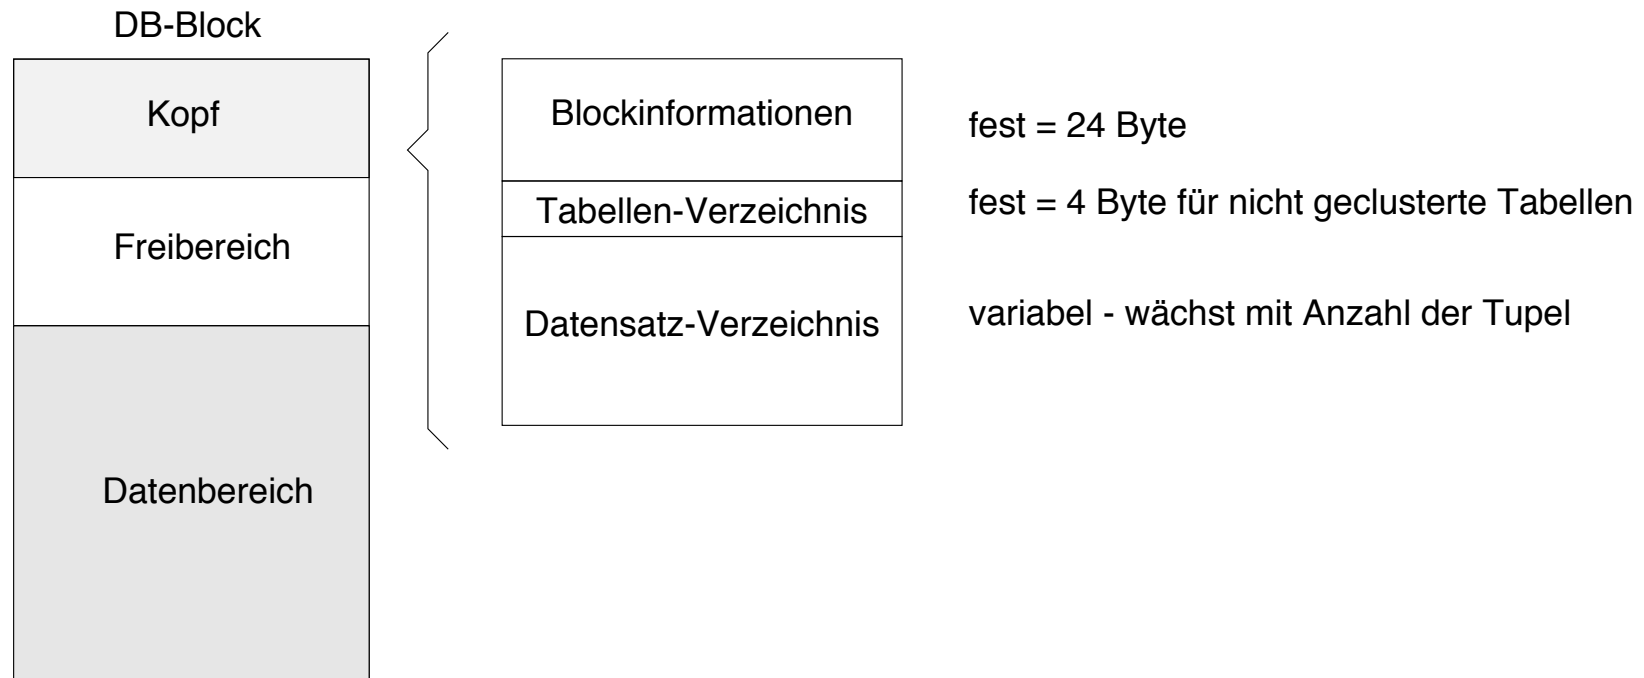 DB-Block
Kopf
Freibereich
Datenbereich
Blockinformationen
Tabellen-Verzeichnis
Datensatz-Verzeichnis
fest = 24 Byte
fest = 4 Byte für nicht geclusterte Tabellen
variabel - wächst mit Anzahl der Tupel